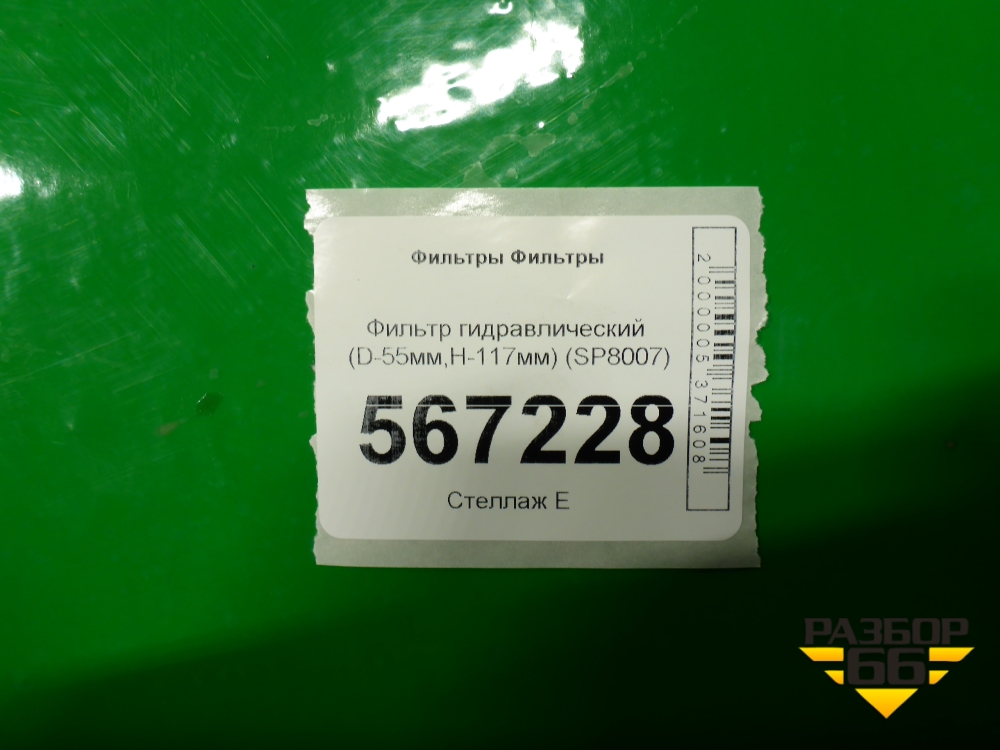 Фильтры Фильтры
Фильтр гидравлический
(D-55мм,H-117мм) (SP8007)
567228
Стеллаж Е
2000005371608
РАЗБОР
66